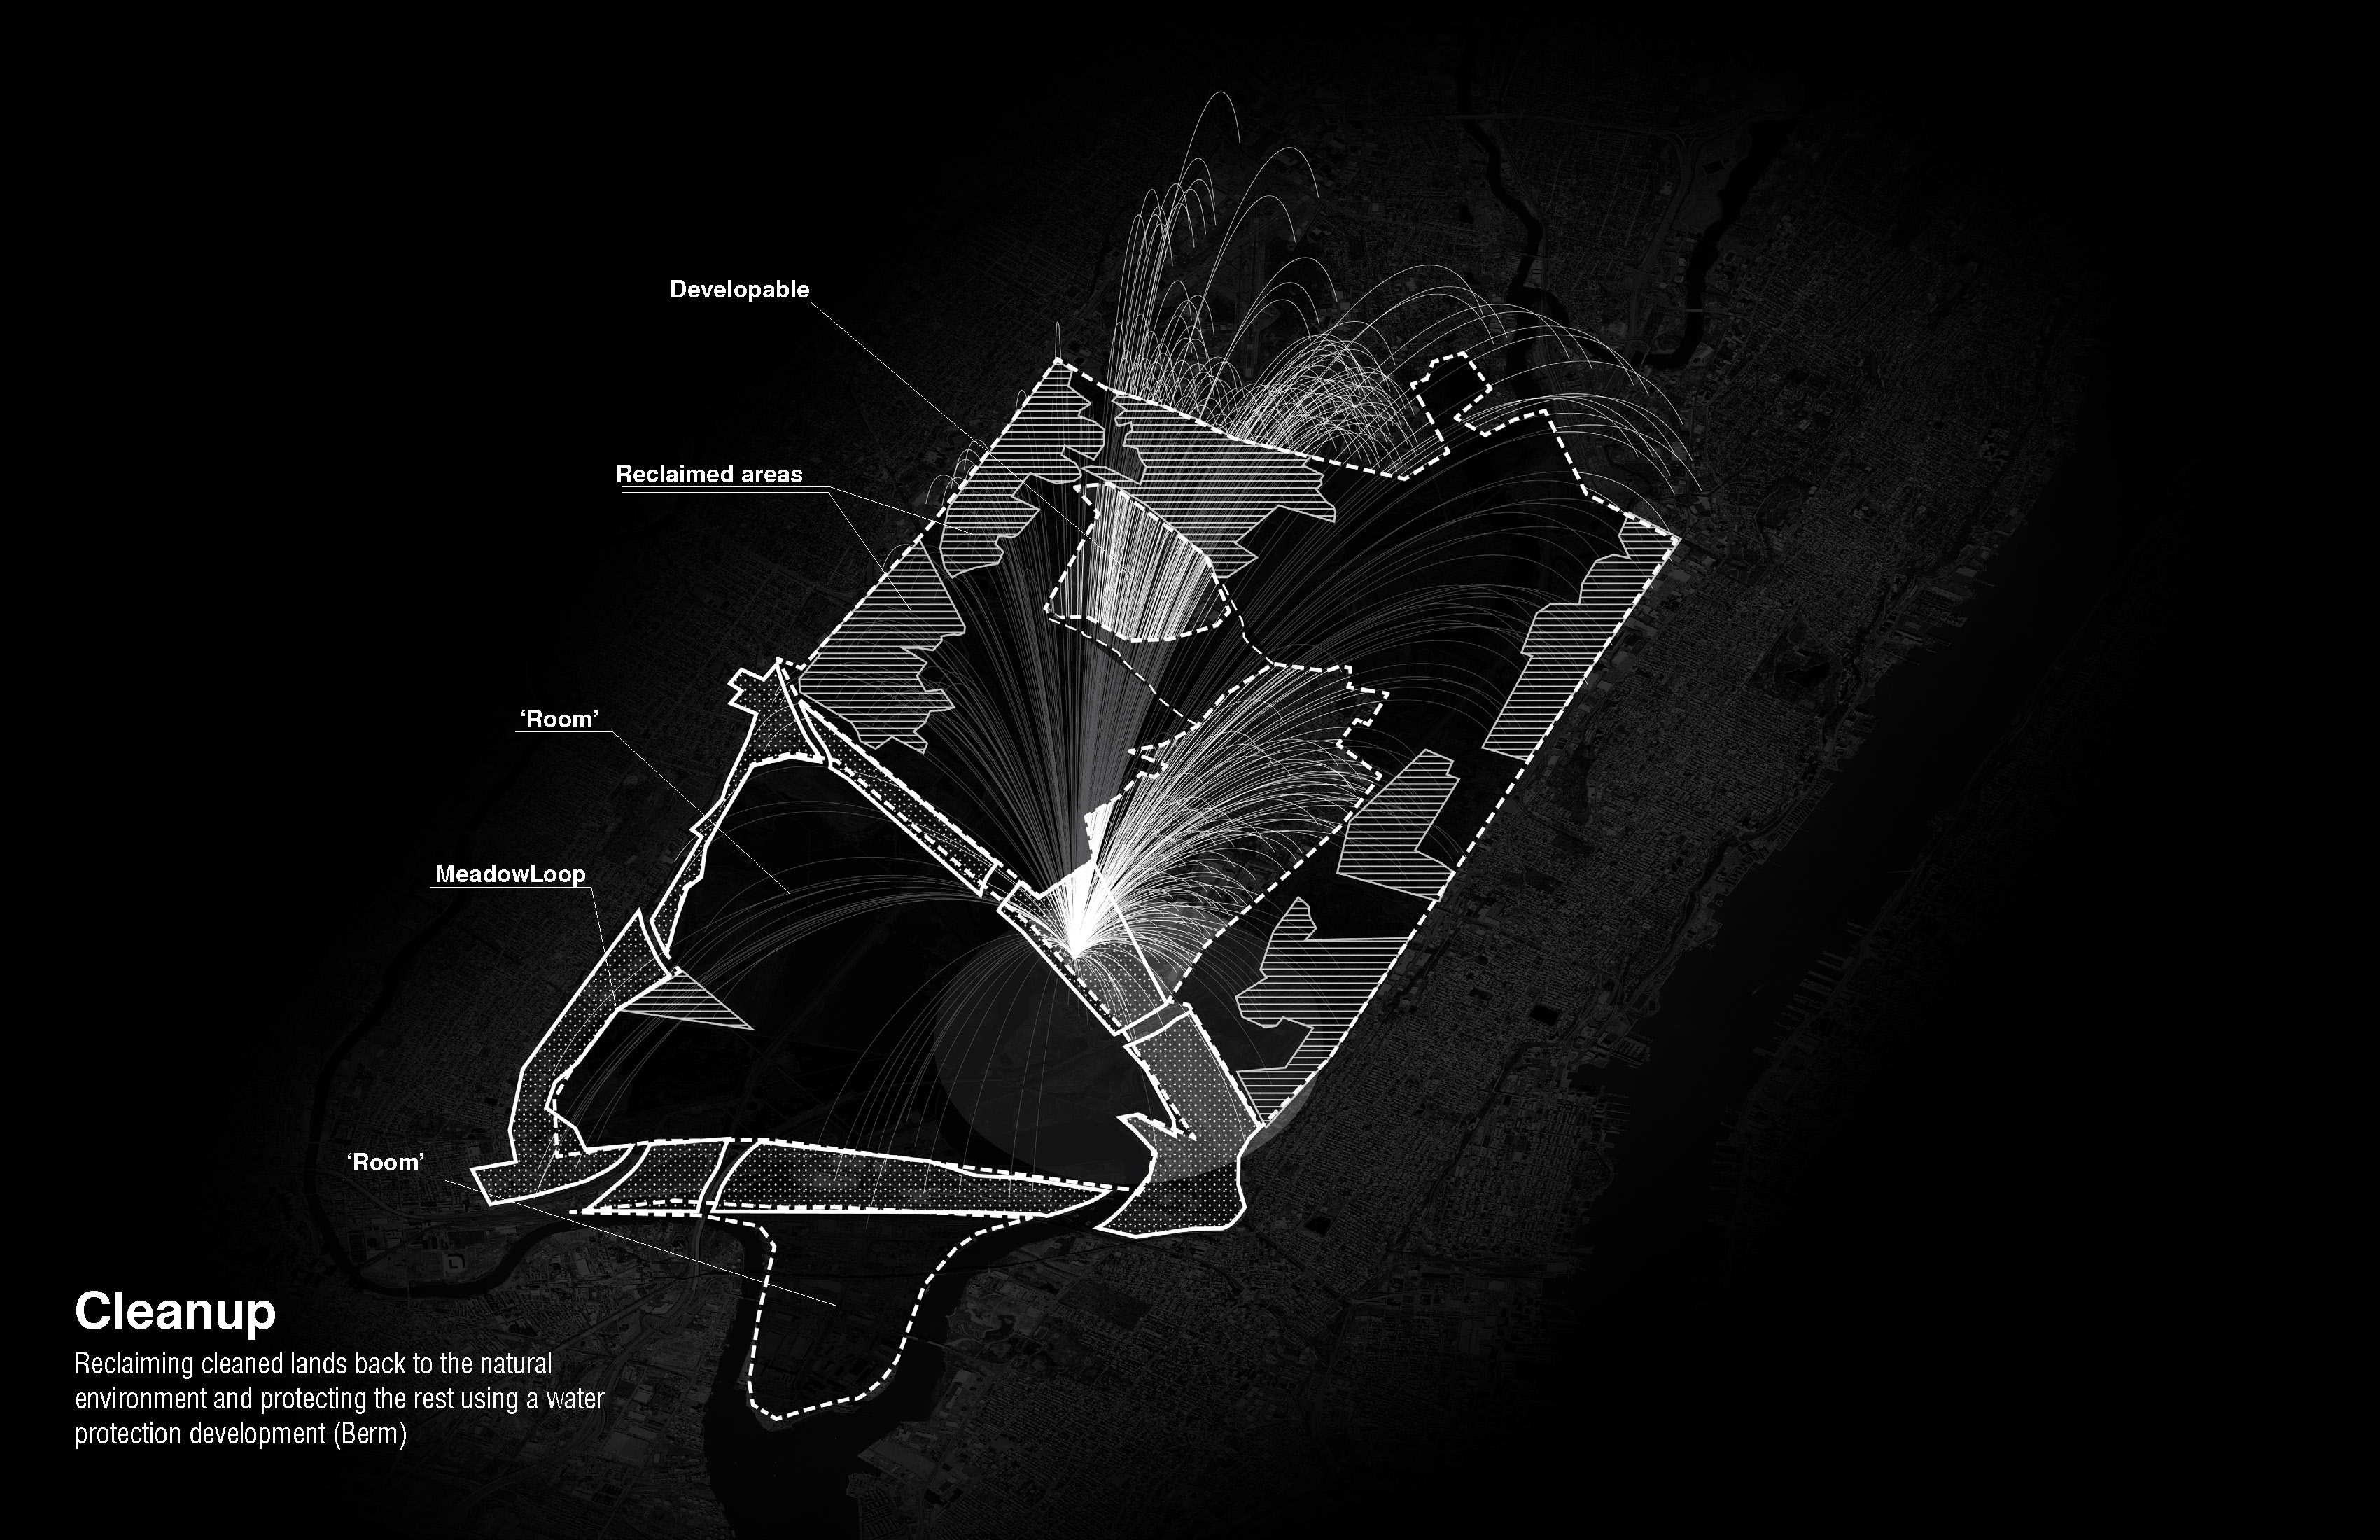 Developable
Reclaimed areas
‘Room’
MeadowLoop
‘Room’
Cleanup
Reclaiming cleaned lands back to the natural
environment and protecting the rest using a water
protection development (Berm)